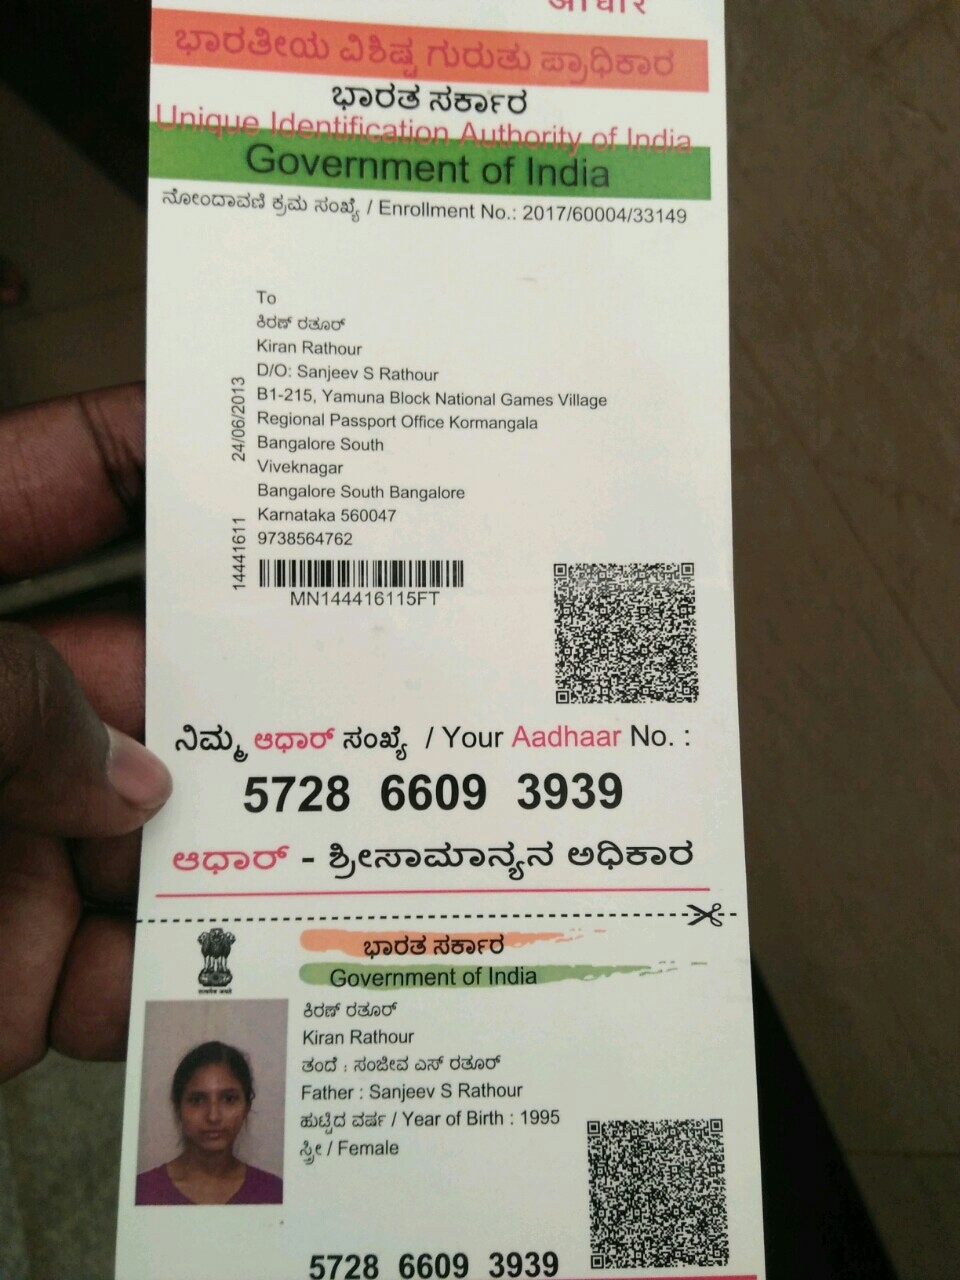 आधार
ಭಾರತೀಯ ವಿಶಿಷ್ಟ ಗುರುತು ಪ್ರಾಧಿಕಾರ
ಭಾರತ ಸರ್ಕಾರ
Unique Identification Authority of India
Government of India
ನೋಂದಾವಣಿ ಕ್ರಮ ಸಂಖ್ಯೆ / Enrollment No.: 2017/60004/33149
To
ಕಿರಣ್ ರತೂರ್
Kiran Rathour
D/O: Sanjeev S Rathour
B1-215, Yamuna Block National Games Village
Regional Passport Office Kormangala
Bangalore South
Viveknagar
Bangalore South Bangalore
Karnataka 560047
9738564762
24/06/2013
14441611
MN144416115FT
ನಿಮ್ಮ ಆಧಾರ್ ಸಂಖ್ಯೆ / Your Aadhaar No. :
5728 6609 3939
ಆಧಾರ್ - ಶ್ರೀಸಾಮಾನ್ಯನ ಅಧಿಕಾರ
ಭಾರತ ಸರ್ಕಾರ
Government of India
ಕಿರಣ್ ರತೂರ್
Kiran Rathour
ತಂದೆ : ಸಂಜೀವ ಎಸ್ ರತೂರ್
Father : Sanjeev S Rathour
ಹುಟ್ಟಿದ ವರ್ಷ / Year of Birth : 1995
ಸ್ತ್ರೀ / Female
5728 6609 3939